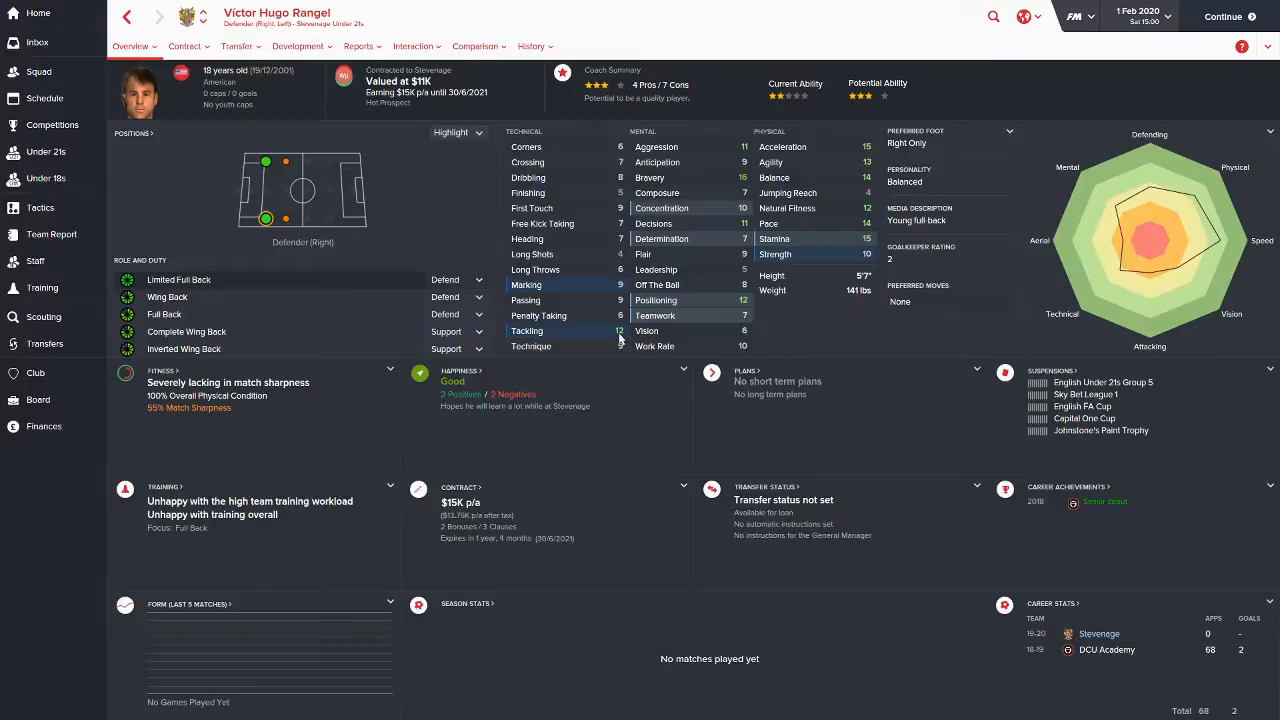 Home
Inbox
Squad
Schedule
Competitions
Under 21s
Under 18s
Tactics
Team Report
Staff
Training
Scouting
Transfers
Club
Board
Finances
Víctor Hugo Rangel
Defender (Right, Left) - Stevenage Under 21s
FM
1 Feb 2020
Sat 15:00
Continue
Overview
Contract
Transfer
Development
Reports
Interaction
Comparison
History
?
18 years old (19/12/2001)
American
0 caps / 0 goals
No youth caps
Wp
Contracted to Stevenage
Valued at $11K
Earning $15K p/a until 30/6/2021
Hot Prospect
Coach Summary
4 Pros / 7 Cons
Potential to be a quality player.
Current Ability
Potential Ability
POSITIONS >
Highlight
Defender (Right)
ROLE AND DUTY
Limited Full Back Defend
Wing Back Defend
Full Back Defend
Complete Wing Back Support
Inverted Wing Back Support
TECHNICAL
Corners 6
Crossing 7
Dribbling 8
Finishing 5
First Touch 9
Free Kick Taking 7
Heading 7
Long Shots 4
Long Throws 6
Marking 9
Passing 9
Penalty Taking 6
Tackling 12
Technique 9
MENTAL
Aggression 11
Anticipation 9
Bravery 16
Composure 7
Concentration 10
Decisions 11
Determination 7
Flair 9
Leadership 5
Off The Ball 8
Positioning 12
Teamwork 7
Vision 6
Work Rate 10
PHYSICAL
Acceleration 15
Agility 13
Balance 14
Jumping Reach 4
Natural Fitness 12
Pace 14
Stamina 15
Strength 10
Height 5'7"
Weight 141 lbs
PREFERRED FOOT
Right Only
PERSONALITY
Balanced
MEDIA DESCRIPTION
Young full-back
GOALKEEPER RATING
2
PREFERRED MOVES
None
Defending
Mental
Physical
Aerial
Speed
Technical
Vision
Attacking
FITNESS >
Severely lacking in match sharpness
100% Overall Physical Condition
55% Match Sharpness
HAPPINESS >
Good
2 Positives / 2 Negatives
Hopes he will learn a lot while at Stevenage
PLANS >
No short term plans
No long term plans
SUSPENSIONS >
English Under 21s Group 5
Sky Bet League 1
English FA Cup
Capital One Cup
Johnstone's Paint Trophy
TRAINING >
Unhappy with the high team training workload
Unhappy with training overall
Focus: Full Back
CONTRACT >
$15K p/a
($13.75K p/a after tax)
2 Bonuses / 3 Clauses
Expires in 1 year, 4 months (30/6/2021)
TRANSFER STATUS >
Transfer status not set
Available for loan
No automatic instructions set
No instructions for the General Manager
CAREER ACHIEVEMENTS >
2018 Senior debut
FORM (LAST 5 MATCHES) >
No Games Played Yet
SEASON STATS >
No matches played yet
CAREER STATS >
TEAM APPS GOALS
19-20 Stevenage 0 -
18-19 DCU Academy 68 2
Total 68 2